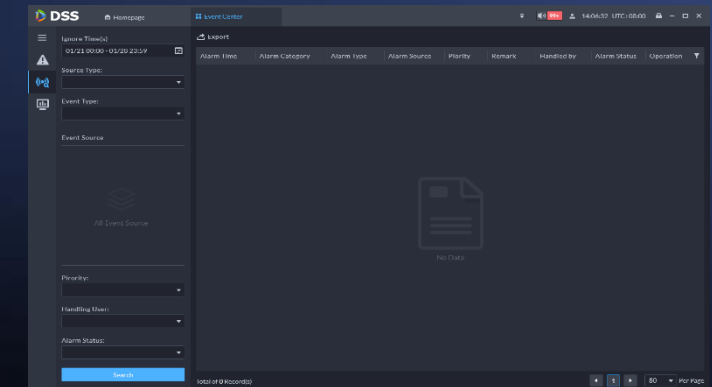 DSS
Homepage
Event Center
99+
14:06:32 UTC+08:00
Ignore Time(s)
01/21 00:00 - 01/20 23:59
Source Type:
Event Type:
Event Source
All Event Source
Pirority:
Handling User:
Alarm Status:
Search
Export
Alarm Time Alarm Category Alarm Type Alarm Source Piority Remark Handled by Alarm Status Operation
No Data
Total of 0 Record(s)
1
80
Per Page